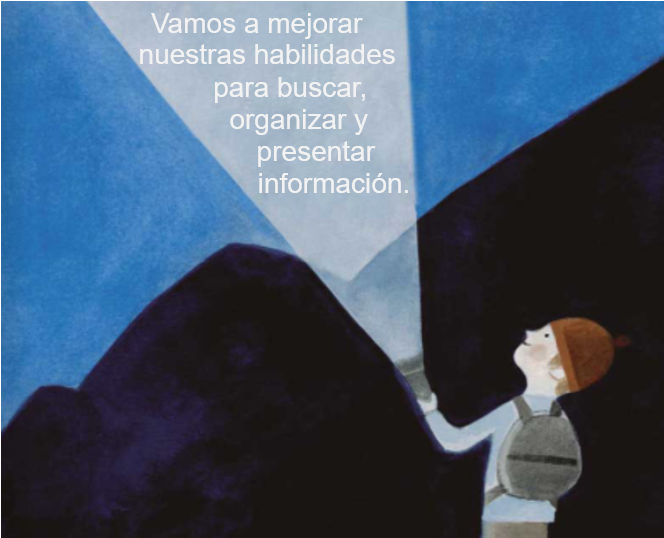 Vamos a mejorar
nuestras habilidades
para buscar,
organizar y
presentar
información.